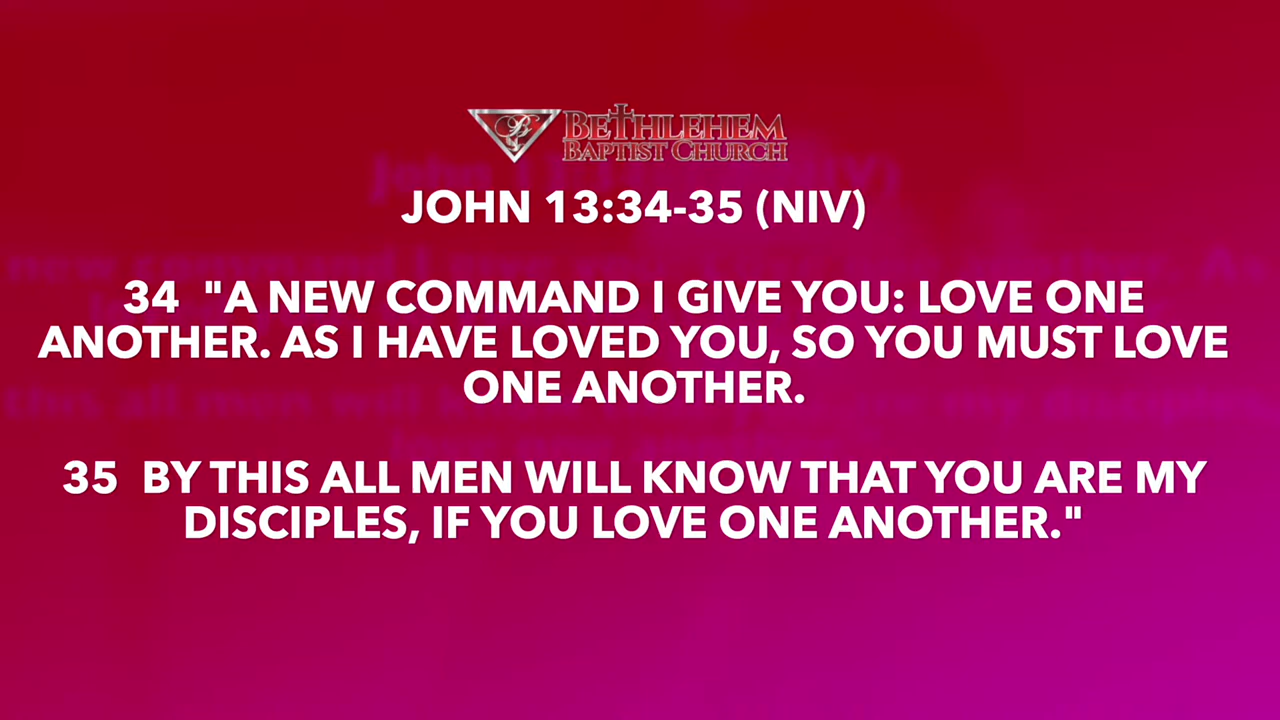 BETHLEHEM
BAPTIST CHURCH
JOHN 13:34-35 (NIV)
34 "A NEW COMMAND I GIVE YOU: LOVE ONE
ANOTHER. AS I HAVE LOVED YOU, SO YOU MUST LOVE
ONE ANOTHER.
35 BY THIS ALL MEN WILL KNOW THAT YOU ARE MY
DISCIPLES, IF YOU LOVE ONE ANOTHER."